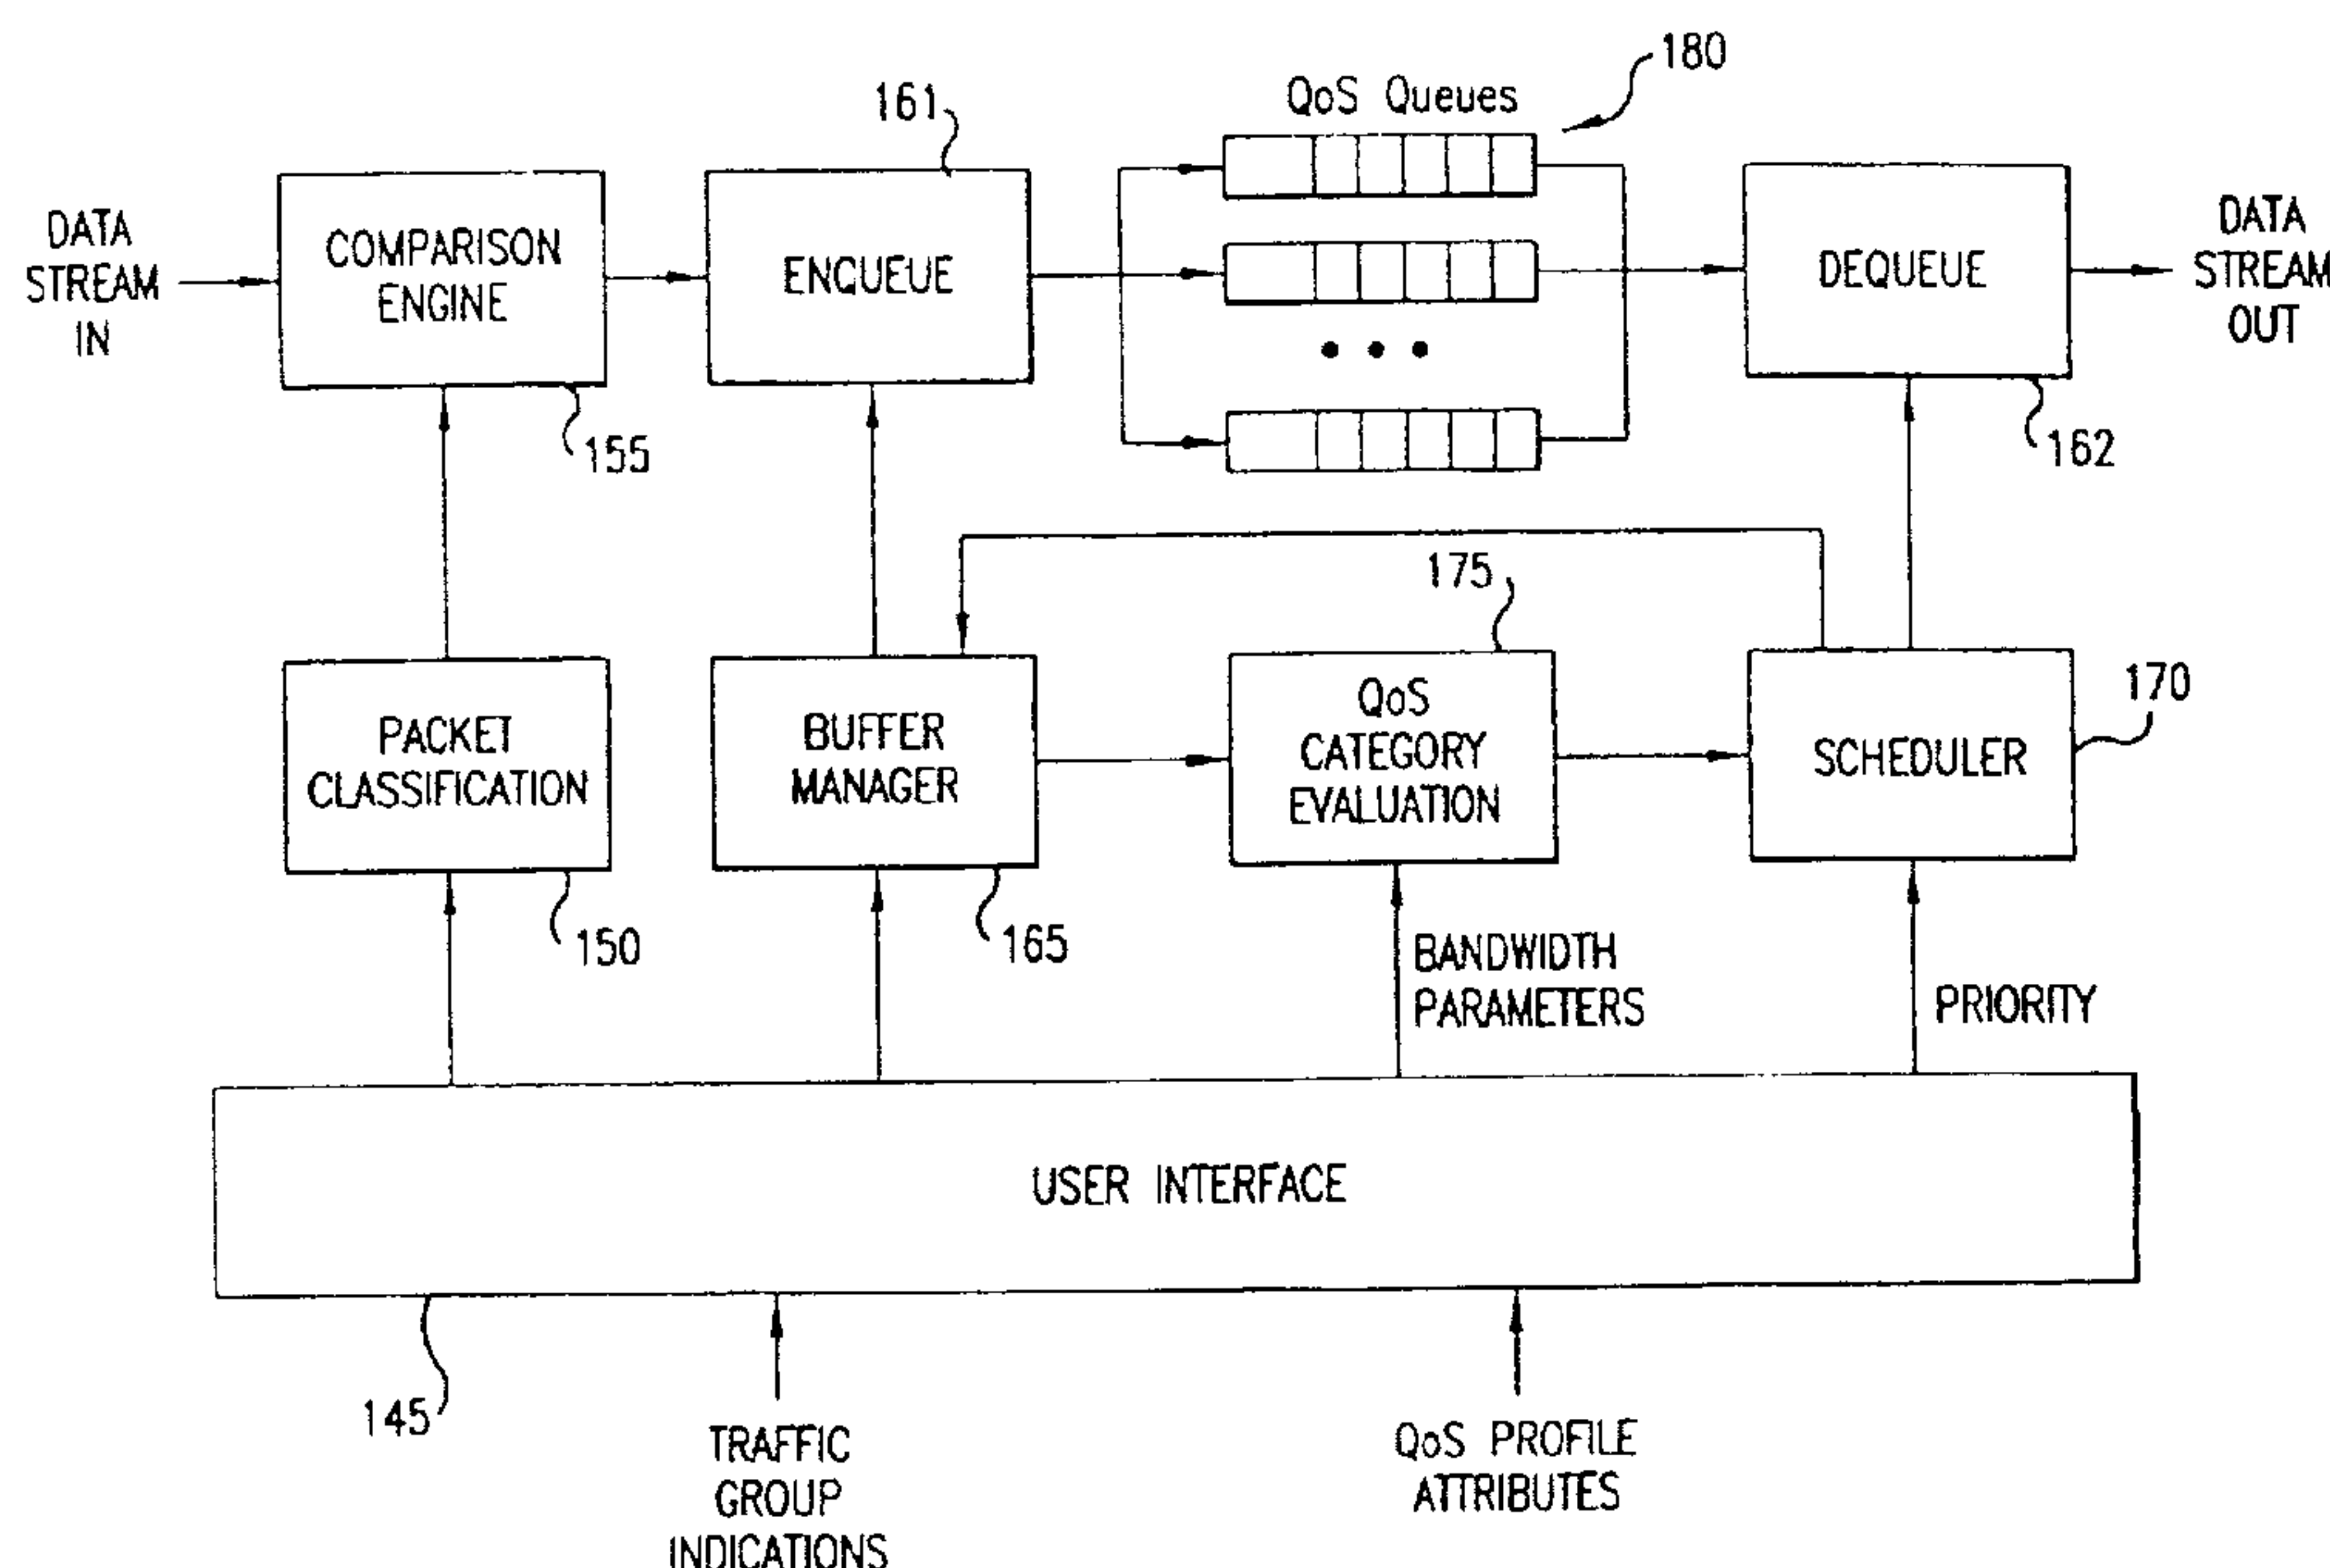 180
QoS Queues
161
DATA
STREAM
IN
COMPARISON
ENGINE
ENQUEUE
DEQUEUE
DATA
STREAM
OUT
155
162
175
170
PACKET
CLASSIFICATION
BUFFER
MANAGER
QoS
CATEGORY
EVALUATION
SCHEDULER
150
165
BANDWIDTH
PARAMETERS
PRIORITY
USER INTERFACE
145
TRAFFIC
GROUP
INDICATIONS
QoS PROFILE
ATTRIBUTES